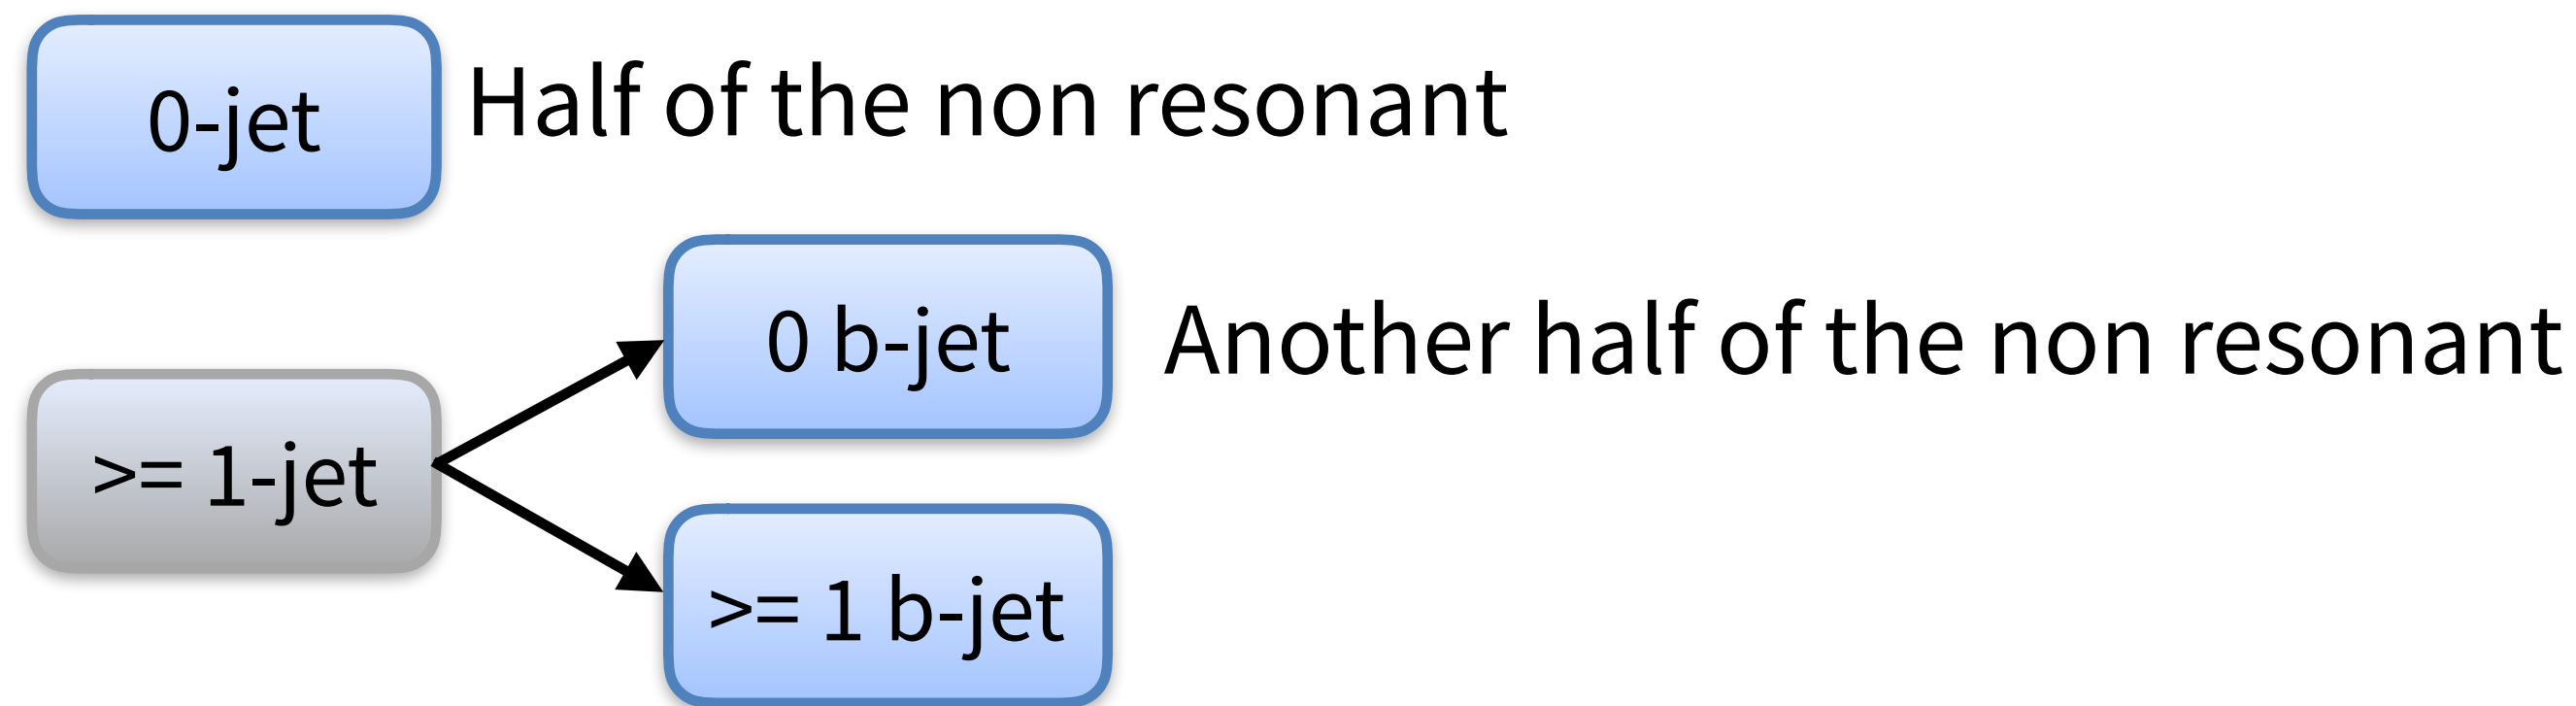 0-jet
Half of the non resonant
0 b-jet
Another half of the non resonant
>= 1-jet
>= 1 b-jet